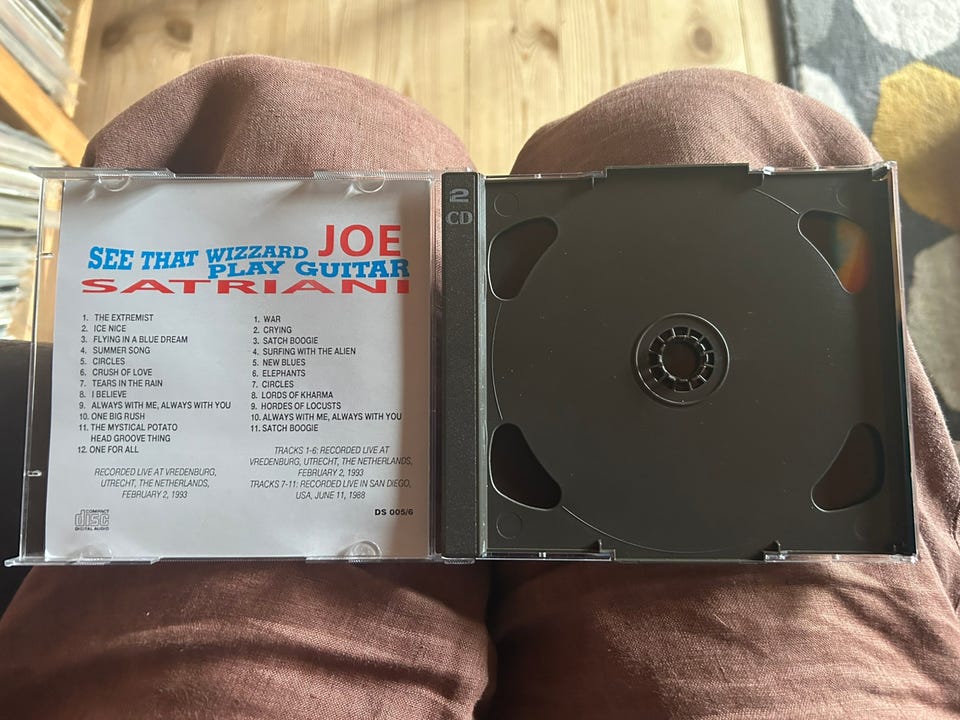 JOE
SEE THAT WIZZARD
PLAY GUITAR
SATRIANI
1. THE EXTREMIST
2. ICE NICE
3. FLYING IN A BLUE DREAM
4. SUMMER SONG
5. CIRCLES
6. CRUSH OF LOVE
7. TEARS IN THE RAIN
8. I BELIEVE
9. ALWAYS WITH ME, ALWAYS WITH YOU
10. ONE BIG RUSH
11. THE MYSTICAL POTATO
HEAD GROOVE THING
12. ONE FOR ALL
RECORDED LIVE AT VREDENBURG,
UTRECHT, THE NETHERLANDS,
FEBRUARY 2, 1993
1. WAR
2. CRYING
3. SATCH BOOGIE
4. SURFING WITH THE ALIEN
5. NEW BLUES
6. ELEPHANTS
7. CIRCLES
8. LORDS OF KHARMA
9. HORDES OF LOCUSTS
10. ALWAYS WITH ME, ALWAYS WITH YOU
11. SATCH BOOGIE
TRACKS 1-6: RECORDED LIVE AT
VREDENBURG, UTRECHT, THE NETHERLANDS,
FEBRUARY 2, 1993
TRACKS 7-11: RECORDED LIVE IN SAN DIEGO,
USA, JUNE 11, 1988
COMPACT
disc
DIGITAL AUDIO
DS 005/6
2
CD